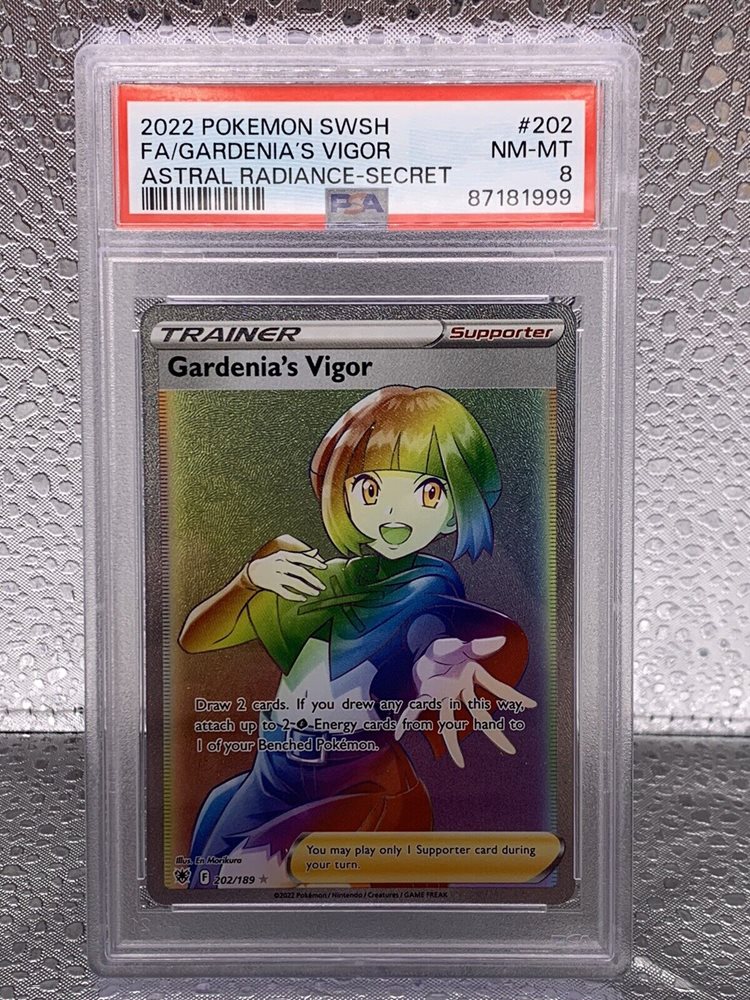 2022 POKEMON SWSH #202
FA/GARDENIA'S VIGOR NM-MT
ASTRAL RADIANCE-SECRET 8
PSA 87181999
TRAINER Supporter
Gardenia's Vigor
Draw 2 cards. If you drew any cards in this way,
attach up to 2 Energy cards from your hand to
1 of your Benched Pokémon.
You may play only 1 Supporter card during
your turn.
Illus. En Morikura
F 202/189
©2022 Pokémon / Nintendo / Creatures / GAME FREAK